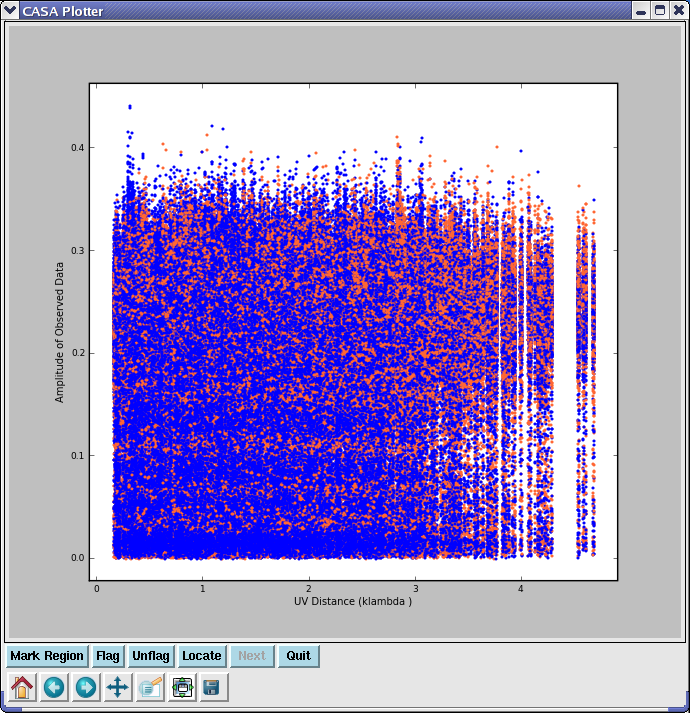 CASA Plotter
0.4
0.3
0.2
0.1
0.0
Amplitude of Observed Data
0 1 2 3 4
UV Distance (klambda )
Mark Region Flag Unflag Locate Next Quit